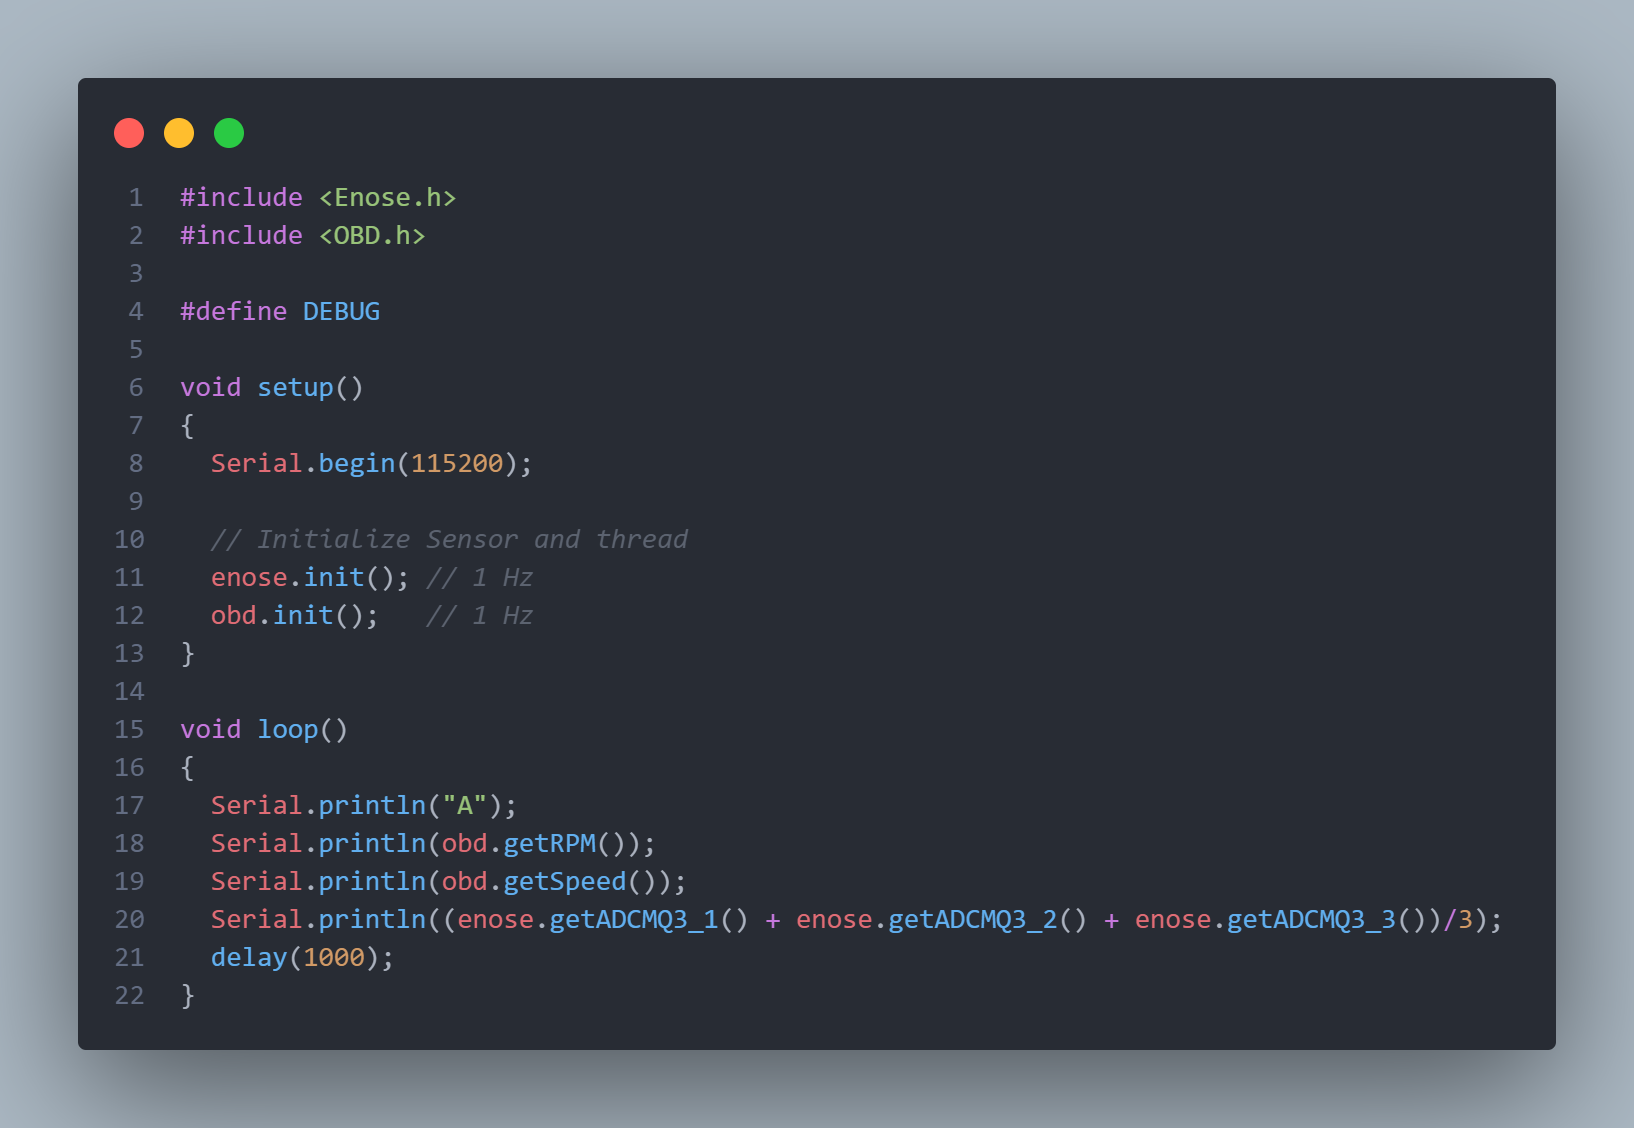 1 #include <Enose.h>
2 #include <OBD.h>
3
4 #define DEBUG
5
6 void setup()
7 {
8   Serial.begin(115200);
9
10   // Initialize Sensor and thread
11   enose.init(); // 1 Hz
12   obd.init();   // 1 Hz
13 }
14
15 void loop()
16 {
17   Serial.println("A");
18   Serial.println(obd.getRPM());
19   Serial.println(obd.getSpeed());
20   Serial.println((enose.getADCMQ3_1() + enose.getADCMQ3_2() + enose.getADCMQ3_3())/3);
21   delay(1000);
22 }